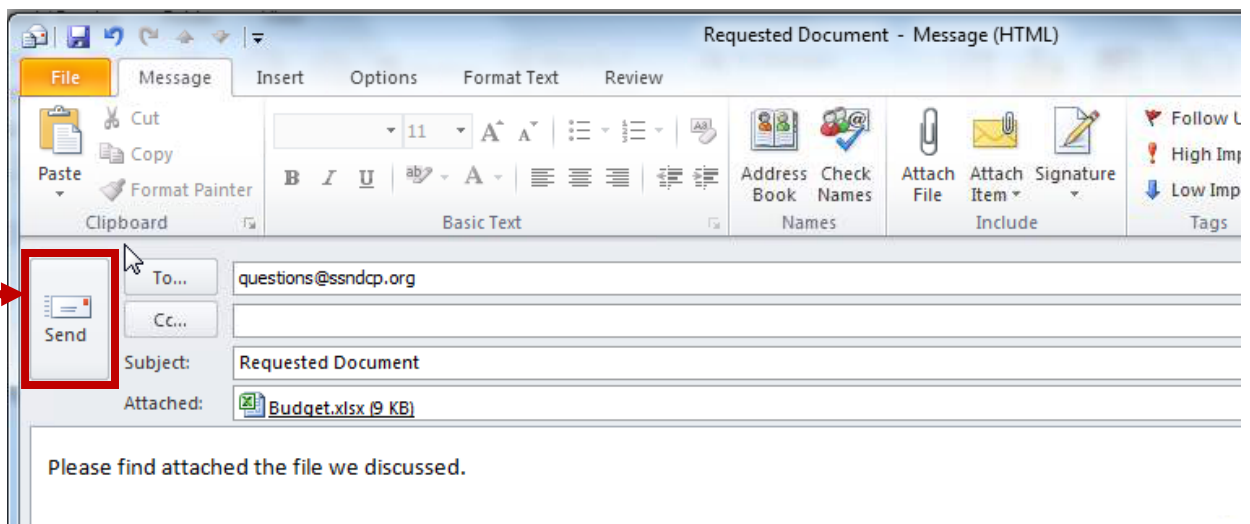 Requested Document - Message (HTML)
File Message Insert Options Format Text Review
Paste
Cut
Copy
Format Painter
Clipboard
11
Basic Text
Address Book
Check Names
Names
Attach File
Attach Item
Signature
Include
Follow U
High Imp
Low Imp
Tags
Send
To... questions@ssndcp.org
Cc...
Subject: Requested Document
Attached: Budget.xlsx (9 KB)
Please find attached the file we discussed.